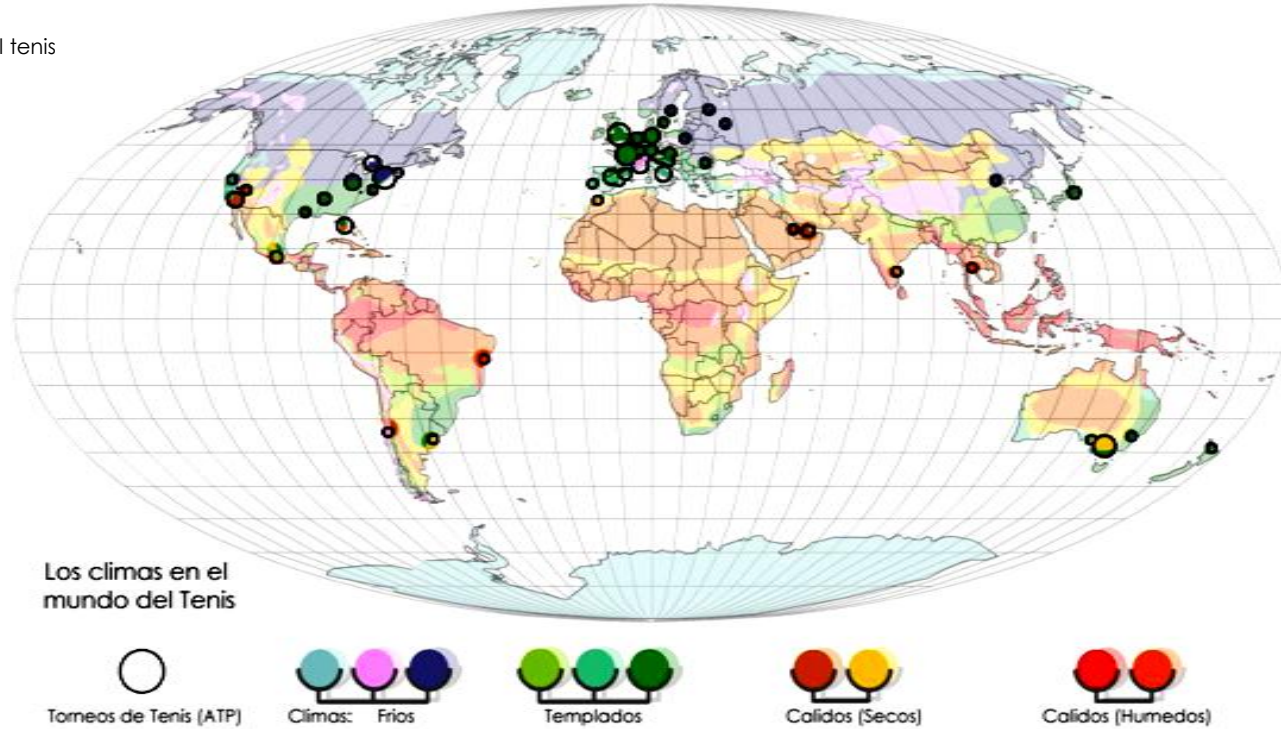 l tenis
Los climas en el
mundo del Tenis
Torneos de Tenis (ATP)
Climas: Frios
Templados
Calidos (Secos)
Calidos (Humedos)